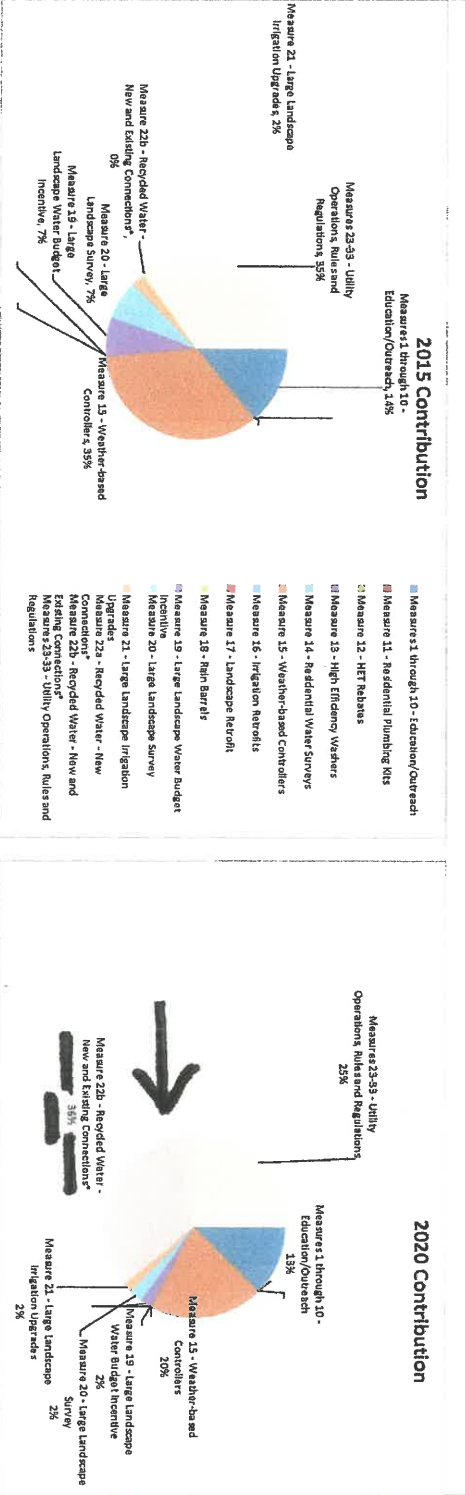 2015 Contribution
Measures 1 through 10 -
Education/Outreach, 14%
Measures 23-33 - Utility
Operations, Rules and
Regulations, 35%
Measure 21 - Large Landscape
Irrigation Upgrades, 2%
Measure 22b - Recycled Water -
New and Existing Connections*,
0%
Measure 20 - Large
Landscape Survey, 7%
Measure 19 - Large
Landscape Water Budget
Incentive, 7%
Measure 15 - Weather-based
Controllers, 35%
Measures 1 through 10 - Education/Outreach
Measure 11 - Residential Plumbing Kits
Measure 12 - HET Rebates
Measure 13 - High Efficiency Washers
Measure 14 - Residential Water Surveys
Measure 15 - Weather-based Controllers
Measure 16 - Irrigation Retrofits
Measure 17 - Landscape Retrofit
Measure 18 - Rain Barrels
Measure 19 - Large Landscape Water Budget
Incentive
Measure 20 - Large Landscape Survey
Measure 21 - Large Landscape Irrigation
Upgrades
Measure 22a - Recycled Water - New
Connections*
Measure 22b - Recycled Water - New and
Existing Connections*
Measures 23-33 - Utility Operations, Rules and
Regulations
2020 Contribution
Measures 23-33 - Utility
Operations, Rules and Regulations,
25%
Measures 1 through 10 -
Education/Outreach
13%
Measure 22b - Recycled Water -
New and Existing Connections*
36%
Measure 15 - Weather-based
Controllers
20%
Measure 19 - Large Landscape
Water Budget Incentive
2%
Measure 20 - Large Landscape
Survey
2%
Measure 21 - Large Landscape
Irrigation Upgrades
2%